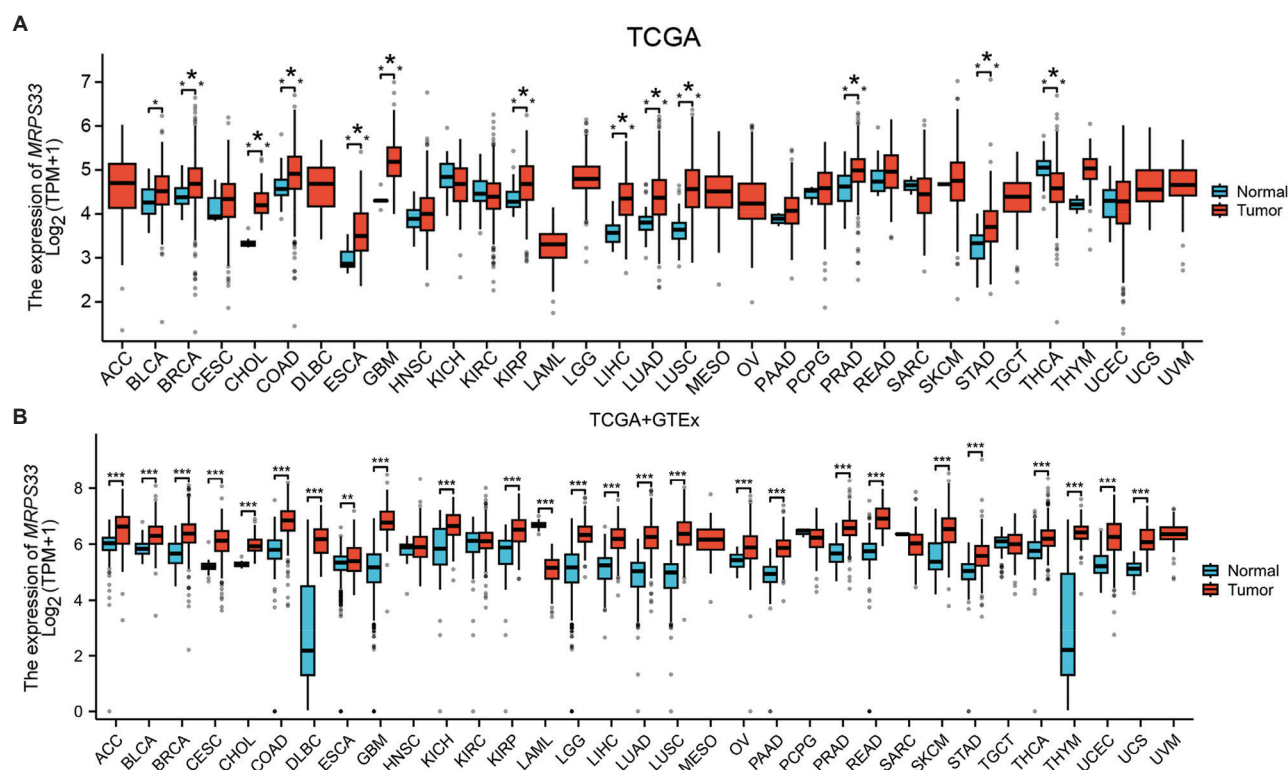 A
TCGA
The expression of MRPS33
Log2 (TPM+1)
7
6
5
4
3
2
* *** *** *** *** *** *** *** *** *** *** *** ***
Normal
Tumor
ACC BLCA BRCA CESC CHOL COAD DLBC ESCA GBM HNSC KICH KIRC KIRP LAML LGG LIHC LUAD LUSC MESO OV PAAD PCPG PRAD READ SARC SKCM STAD TGCT THCA THYM UCEC UCS UVM
B
TCGA+GTEx
The expression of MRPS33
Log2 (TPM+1)
8
6
4
6
0
*** *** *** *** *** *** *** ** *** *** *** *** *** *** *** *** *** *** *** *** *** *** *** *** *** ***
Normal
Tumor
ACC BLCA BRCA CESC CHOL COAD DLBC ESCA GBM HNSC KICH KIRC KIRP LAML LGG LIHC LUAD LUSC MESO OV PAAD PCPG PRAD READ SARC SKCM STAD TGCT THCA THYM UCEC UCS UVM